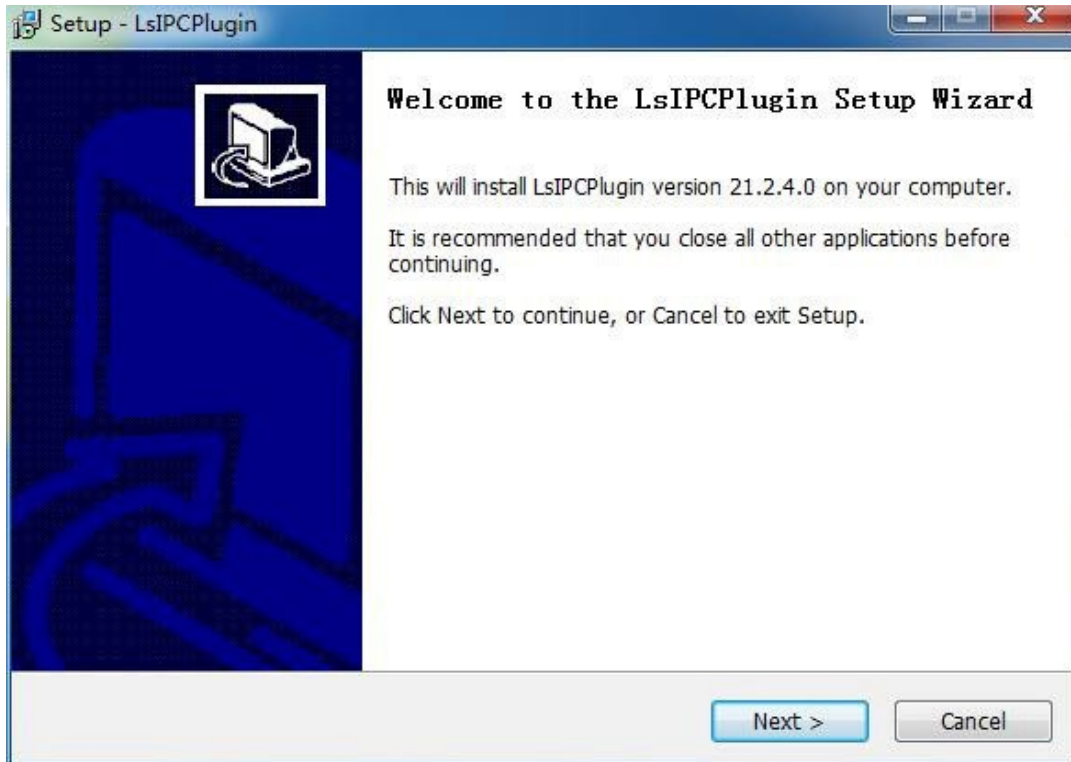 Setup - LsIPCPlugin
Welcome to the LsIPCPlugin Setup Wizard
This will install LsIPCPlugin version 21.2.4.0 on your computer.
It is recommended that you close all other applications before
continuing.
Click Next to continue, or Cancel to exit Setup.
Next >
Cancel